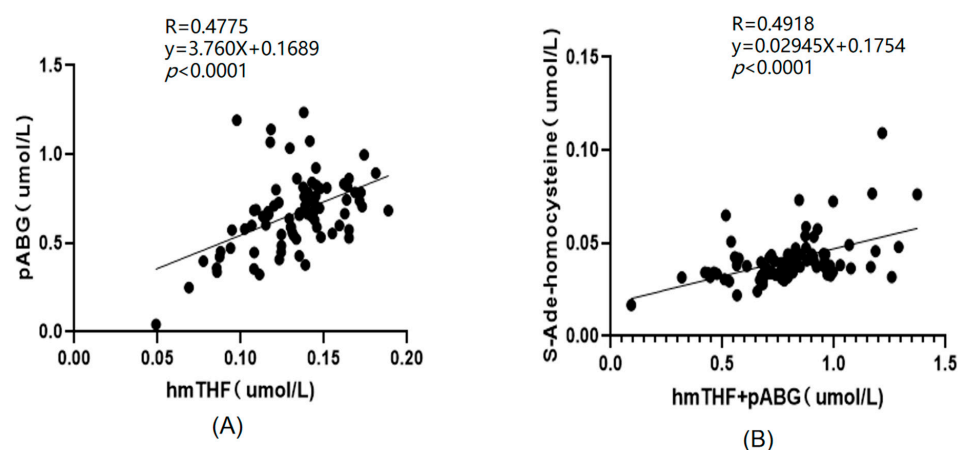 R=0.4775
y=3.760X+0.1689
p<0.0001
pABG( umol/L)
1.5
1.0
0.5
0.0
0.00 0.05 0.10 0.15 0.20
hmTHF( umol/L)
(A)
R=0.4918
y=0.02945X+0.1754
p<0.0001
S-Ade-homocysteine( umol/L)
0.15
0.10
0.05
0.00
0.0 0.5 1.0 1.5
hmTHF+pABG( umol/L)
(B)